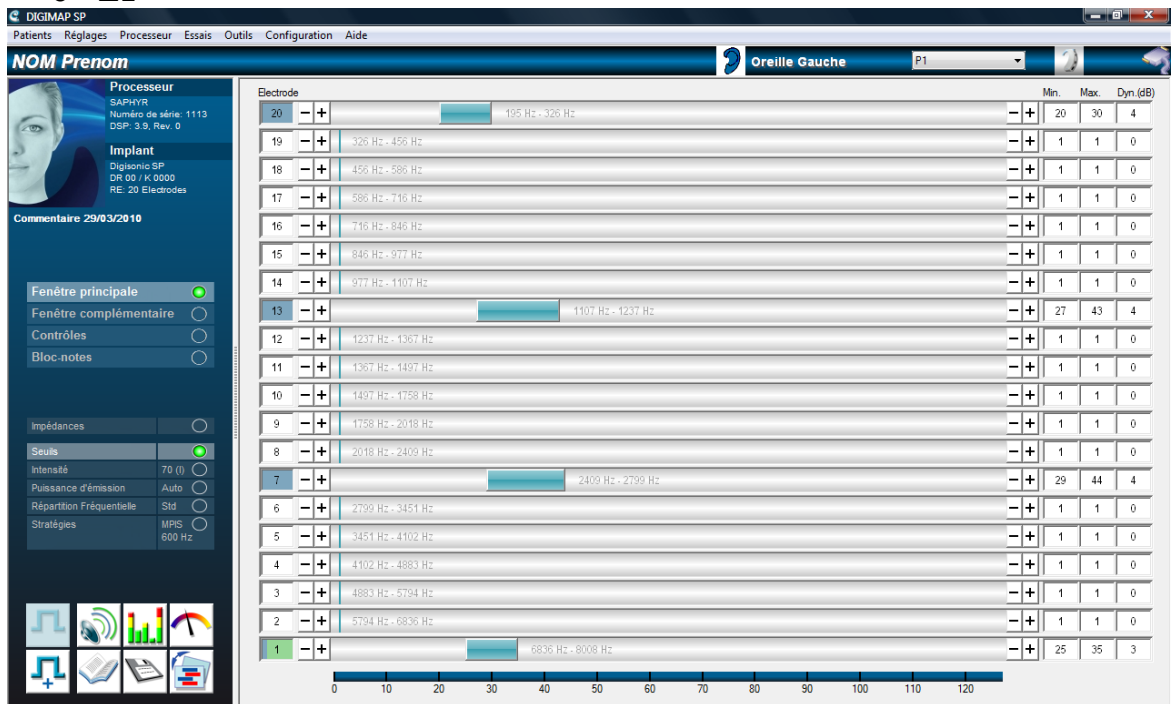 DIGIMAP SP
Patients Réglages Processeur Essais Outils Configuration Aide
NOM Prenom
Oreille Gauche
P1
Processeur
SAPHYR
Numéro de série: 1113
DSP: 3.9, Rev. 0
Implant
Digisonic SP
DR 00 / K 0000
RE: 20 Electrodes
Commentaire 29/03/2010
Fenêtre principale
Fenêtre complémentaire
Contrôles
Bloc-notes
Impédances
Seuils
Intensité 70 (I)
Puissance d'émission Auto
Répartition Fréquentielle Std
Stratégies MPIS
600 Hz
Electrode Min. Max. Dyn.(dB)
20 - + 195 Hz - 326 Hz - + 20 30 4
19 - + 326 Hz - 456 Hz - + 1 1 0
18 - + 456 Hz - 586 Hz - + 1 1 0
17 - + 586 Hz - 716 Hz - + 1 1 0
16 - + 716 Hz - 846 Hz - + 1 1 0
15 - + 846 Hz - 977 Hz - + 1 1 0
14 - + 977 Hz - 1107 Hz - + 1 1 0
13 - + 1107 Hz - 1237 Hz - + 27 43 4
12 - + 1237 Hz - 1367 Hz - + 1 1 0
11 - + 1367 Hz - 1497 Hz - + 1 1 0
10 - + 1497 Hz - 1758 Hz - + 1 1 0
9 - + 1758 Hz - 2018 Hz - + 1 1 0
8 - + 2018 Hz - 2409 Hz - + 1 1 0
7 - + 2409 Hz - 2799 Hz - + 29 44 4
6 - + 2799 Hz - 3451 Hz - + 1 1 0
5 - + 3451 Hz - 4102 Hz - + 1 1 0
4 - + 4102 Hz - 4883 Hz - + 1 1 0
3 - + 4883 Hz - 5794 Hz - + 1 1 0
2 - + 5794 Hz - 6836 Hz - + 1 1 0
1 - + 6836 Hz - 8008 Hz - + 25 35 3
0 10 20 30 40 50 60 70 80 90 100 110 120